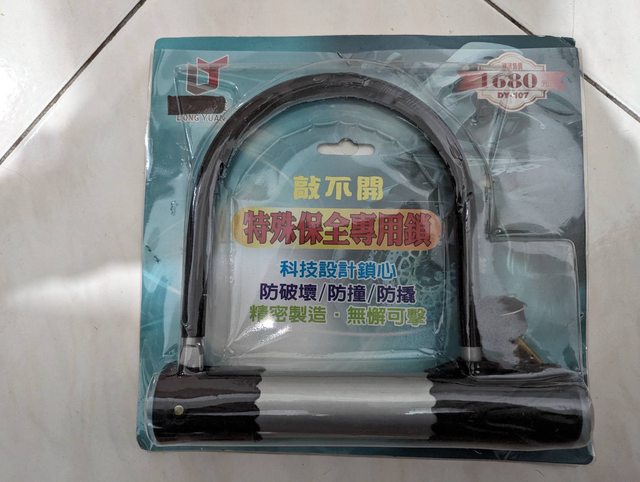 DONG YUAN
1680
DY-107
敲不開
特殊保全專用鎖
科技設計鎖心
防破壞/防撞/防撬
精密製造·無懈可擊